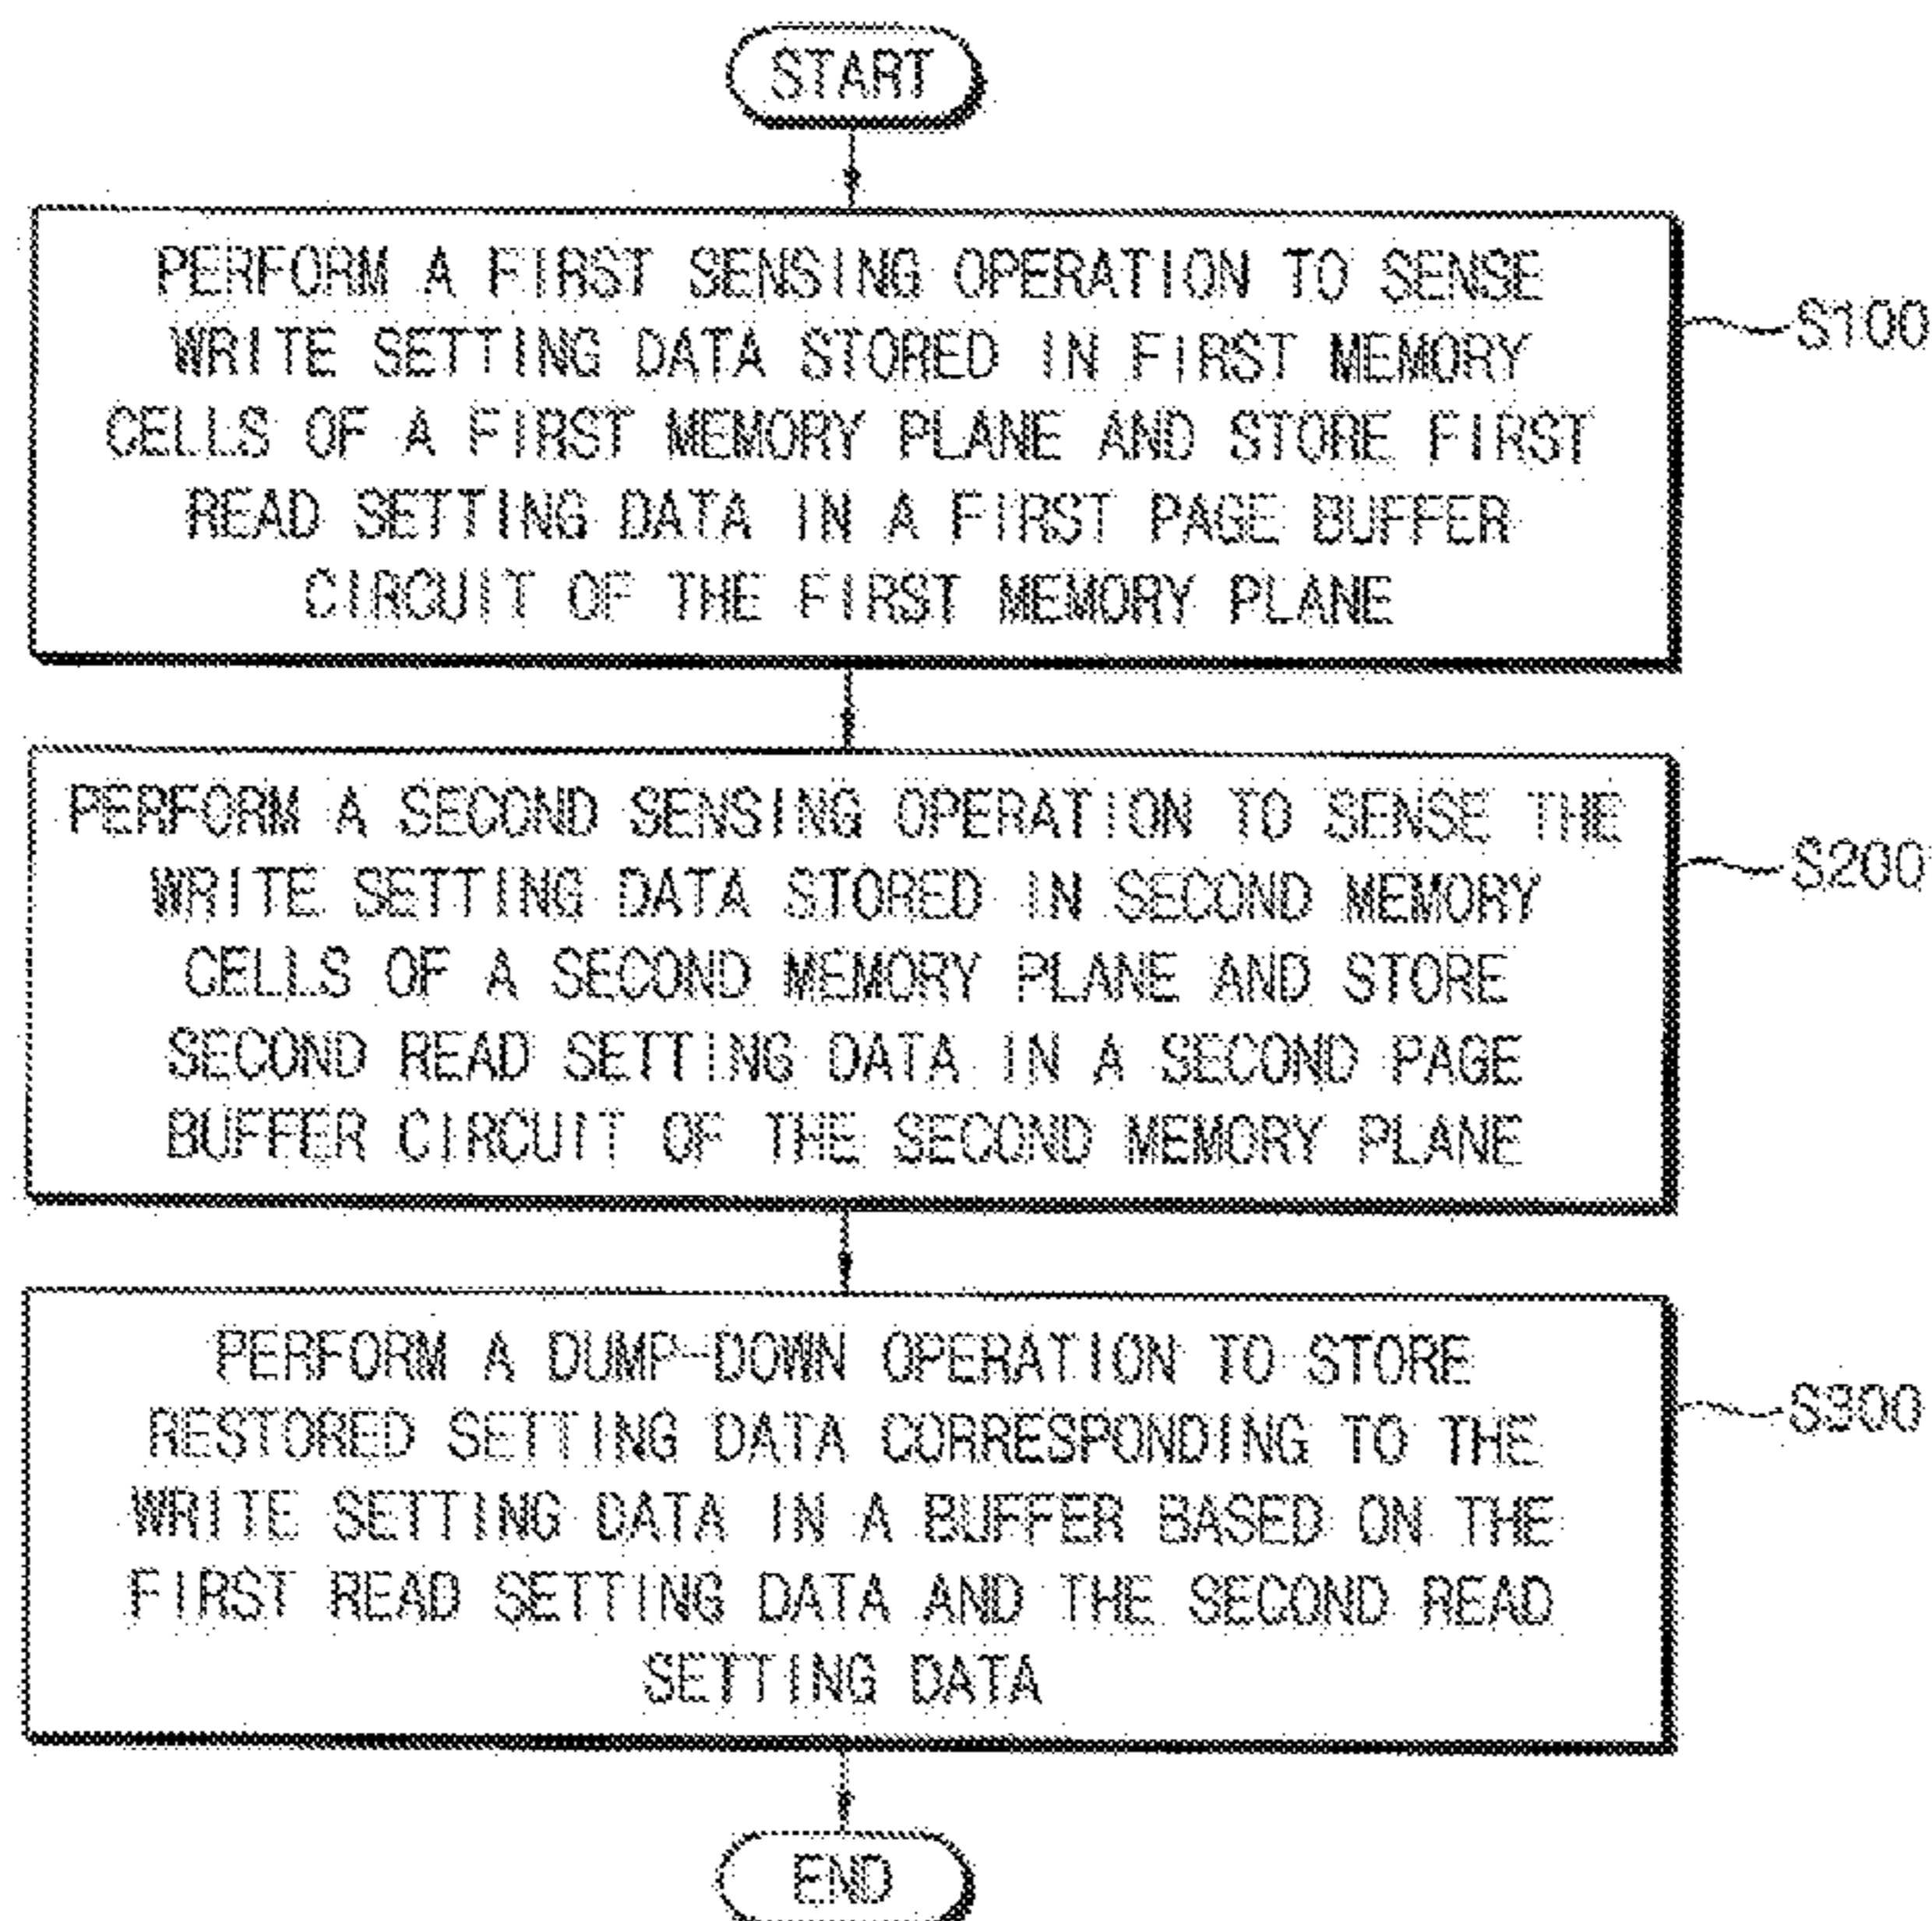 START
PERFORM A FIRST SENSING OPERATION TO SENSE
WRITE SETTING DATA STORED IN FIRST MEMORY
CELLS OF A FIRST MEMORY PLANE AND STORE FIRST
READ SETTING DATA IN A FIRST PAGE BUFFER
CIRCUIT OF THE FIRST MEMORY PLANE
S100
PERFORM A SECOND SENSING OPERATION TO SENSE THE
WRITE SETTING DATA STORED IN SECOND MEMORY
CELLS OF A SECOND MEMORY PLANE AND STORE
SECOND READ SETTING DATA IN A SECOND PAGE
BUFFER CIRCUIT OF THE SECOND MEMORY PLANE
S200
PERFORM A DUMP-DOWN OPERATION TO STORE
RESTORED SETTING DATA CORRESPONDING TO THE
WRITE SETTING DATA IN A BUFFER BASED ON THE
FIRST READ SETTING DATA AND THE SECOND READ
SETTING DATA
S300
END